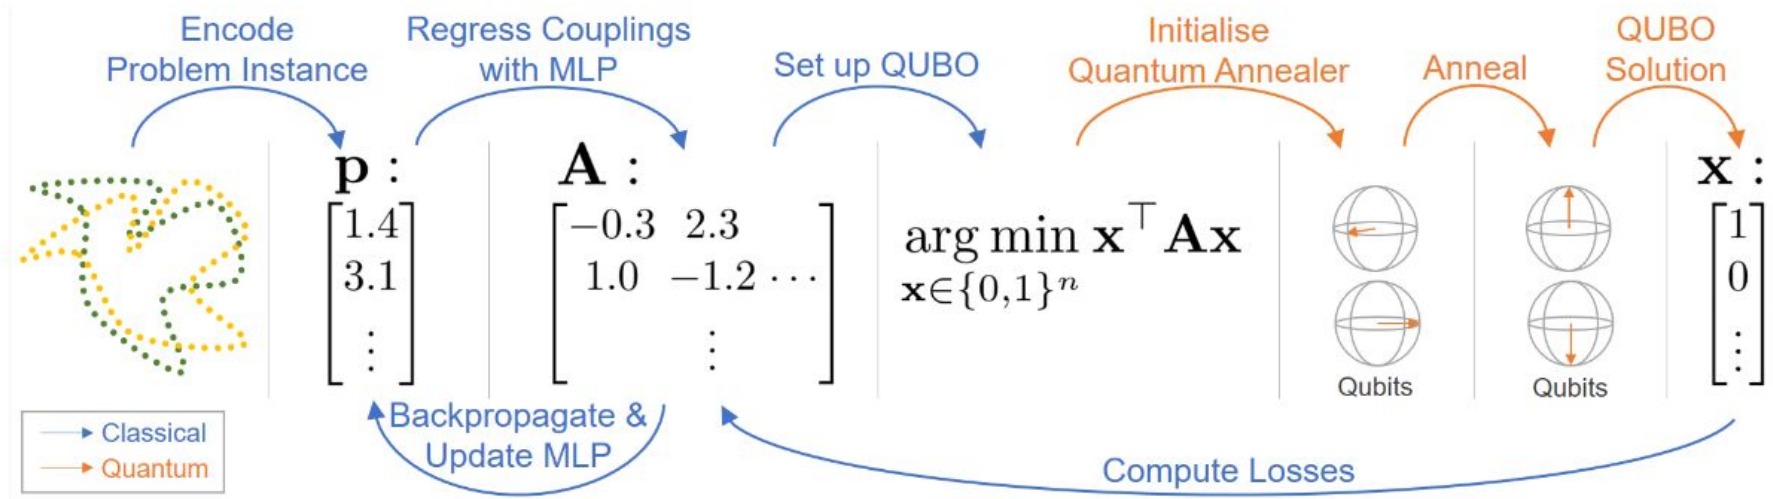 Encode
Problem Instance
Regress Couplings
with MLP
Set up QUBO
Initialise
Quantum Annealer
Anneal
QUBO
Solution
p :
1.4
3.1
⋮
A :
−0.3 2.3
1.0 −1.2 ⋯
⋮
arg min x⊤Ax
x∈{0,1}ⁿ
Qubits
Qubits
x :
1
0
⋮
Backpropagate &
Update MLP
Compute Losses
Classical
Quantum